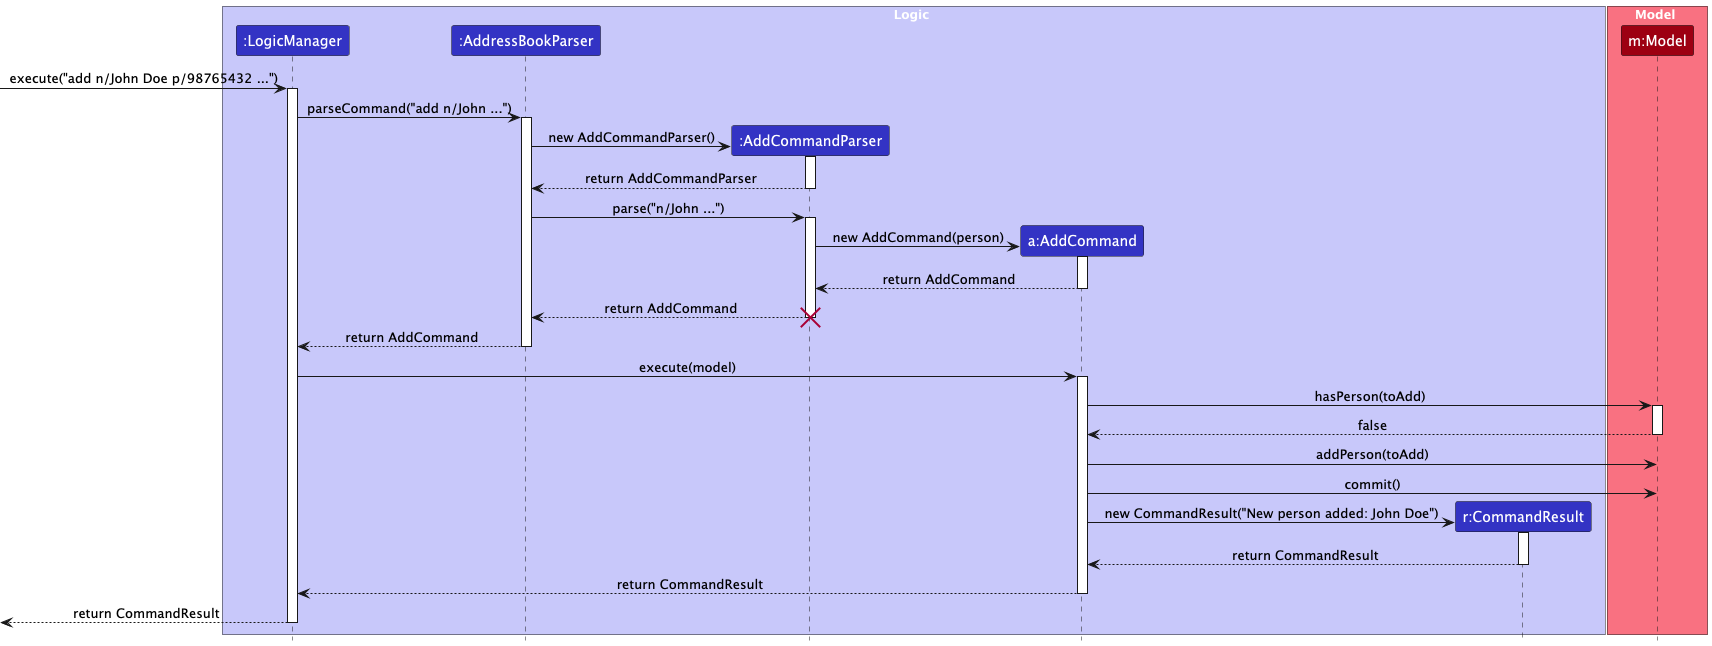 Logic
Model
:LogicManager
:AddressBookParser
m:Model
execute("add n/John Doe p/98765432 ...")
parseCommand("add n/John ...")
new AddCommandParser()
:AddCommandParser
return AddCommandParser
parse("n/John ...")
new AddCommand(person)
a:AddCommand
return AddCommand
return AddCommand
return AddCommand
execute(model)
hasPerson(toAdd)
false
addPerson(toAdd)
commit()
new CommandResult("New person added: John Doe")
r:CommandResult
return CommandResult
return CommandResult
return CommandResult